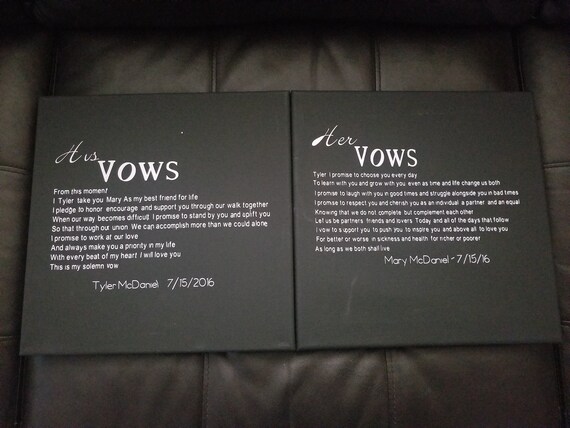 His
VOWS
From this moment
I Tyler take you Mary As my best friend for life
I pledge to honor encourage and support you through our walk together
When our way becomes difficult I promise to stand by you and uplift you
So that through our union We can accomplish more than we could alone
I promise to work at our love
And always make you a priority in my life
With every beat of my heart I will love you
This is my solemn vow
Tyler McDaniel 7/15/2016
Her
VOWS
Tyler I promise to choose you every day
To learn with you and grow with you even as time and life change us both
I promise to laugh with you in good times and struggle alongside you in bad times
I promise to respect you and cherish you as an individual a partner and an equal
Knowing that we do not complete but complement each other
Let us be partners friends and lovers Today and all of the days that follow
I vow to support you to push you to inspire you and above all to love you
For better or worse in sickness and health for richer or poorer
As long as we both shall live
Mary McDaniel - 7/15/16